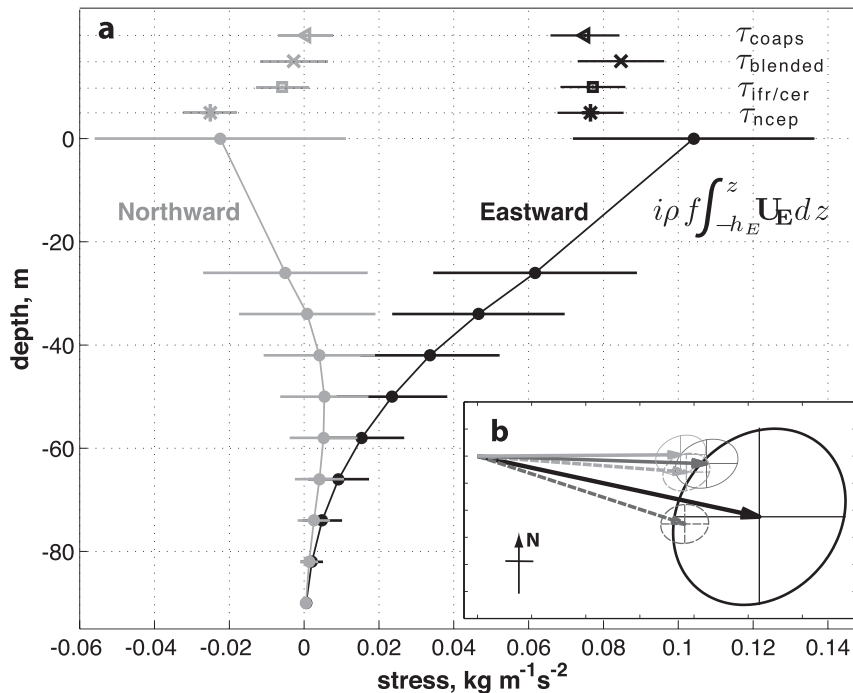 a
τcoaps
τblended
τifr/cer
τncep
Northward
Eastward
iρf∫_{-h_E}^{z} U_E dz
depth, m
0
-20
-40
-60
-80
b
N
-0.06
-0.04
-0.02
0
0.02
0.04
0.06
0.08
0.1
0.12
0.14
stress, kg m⁻¹s⁻²